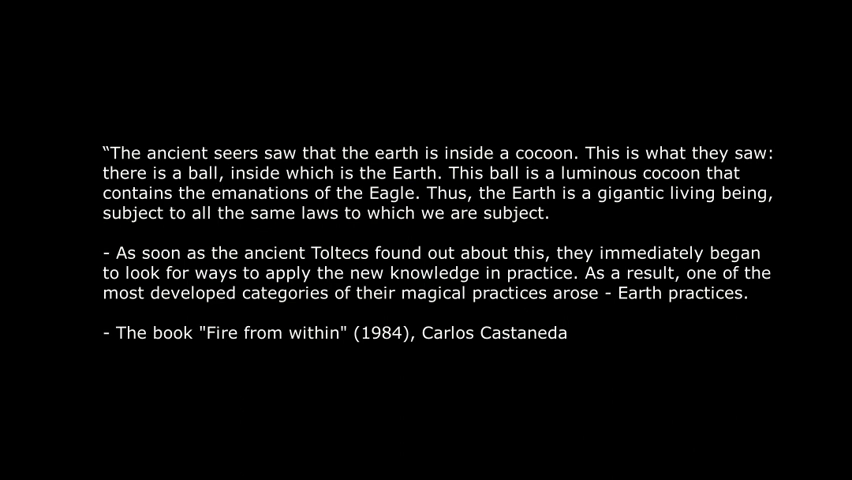 “The ancient seers saw that the earth is inside a cocoon. This is what they saw:
there is a ball, inside which is the Earth. This ball is a luminous cocoon that
contains the emanations of the Eagle. Thus, the Earth is a gigantic living being,
subject to all the same laws to which we are subject.
- As soon as the ancient Toltecs found out about this, they immediately began
to look for ways to apply the new knowledge in practice. As a result, one of the
most developed categories of their magical practices arose - Earth practices.
- The book "Fire from within" (1984), Carlos Castaneda